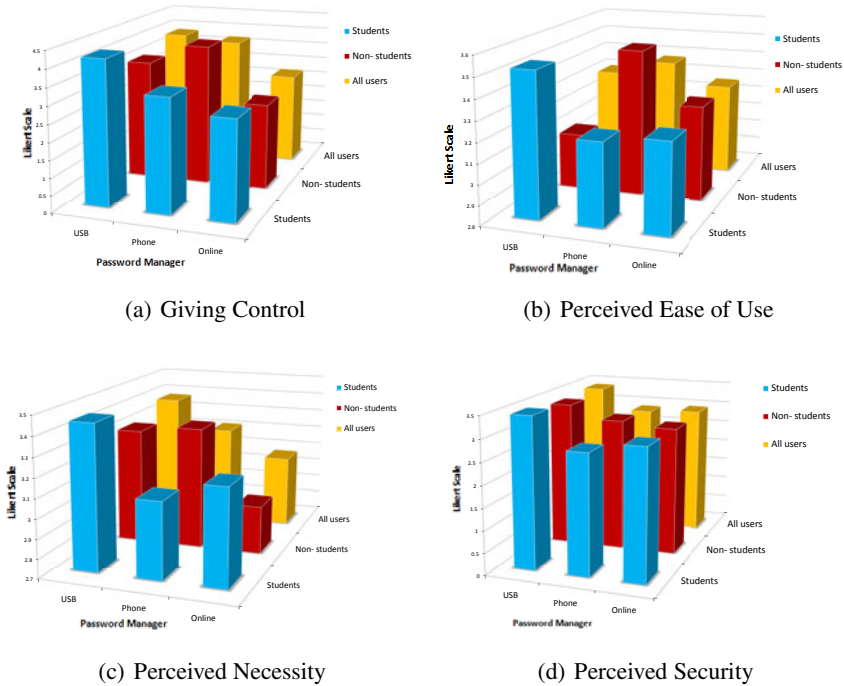 4.5
4
3.5
3
2.5
2
1.5
1
0.5
0
Likert Scale
USB
Phone
Online
Password Manager
Students
Non- students
All users
Students
Non- students
All users
(a) Giving Control
3.6
3.5
3.4
3.3
3.2
3.1
3
2.9
2.8
Likert Scale
USB
Phone
Online
Password Manager
Students
Non- students
All users
Students
Non- students
All users
(b) Perceived Ease of Use
3.5
3.4
3.3
3.2
3.1
3
2.9
2.8
2.7
Likert Scale
USB
Phone
Online
Password Manager
Students
Non- students
All users
Students
Non- students
All users
(c) Perceived Necessity
3.5
3
2.5
2
1.5
1
0.5
0
Likert Scale
USB
Phone
Online
Password Manager
Students
Non- students
All users
Students
Non- students
All users
(d) Perceived Security